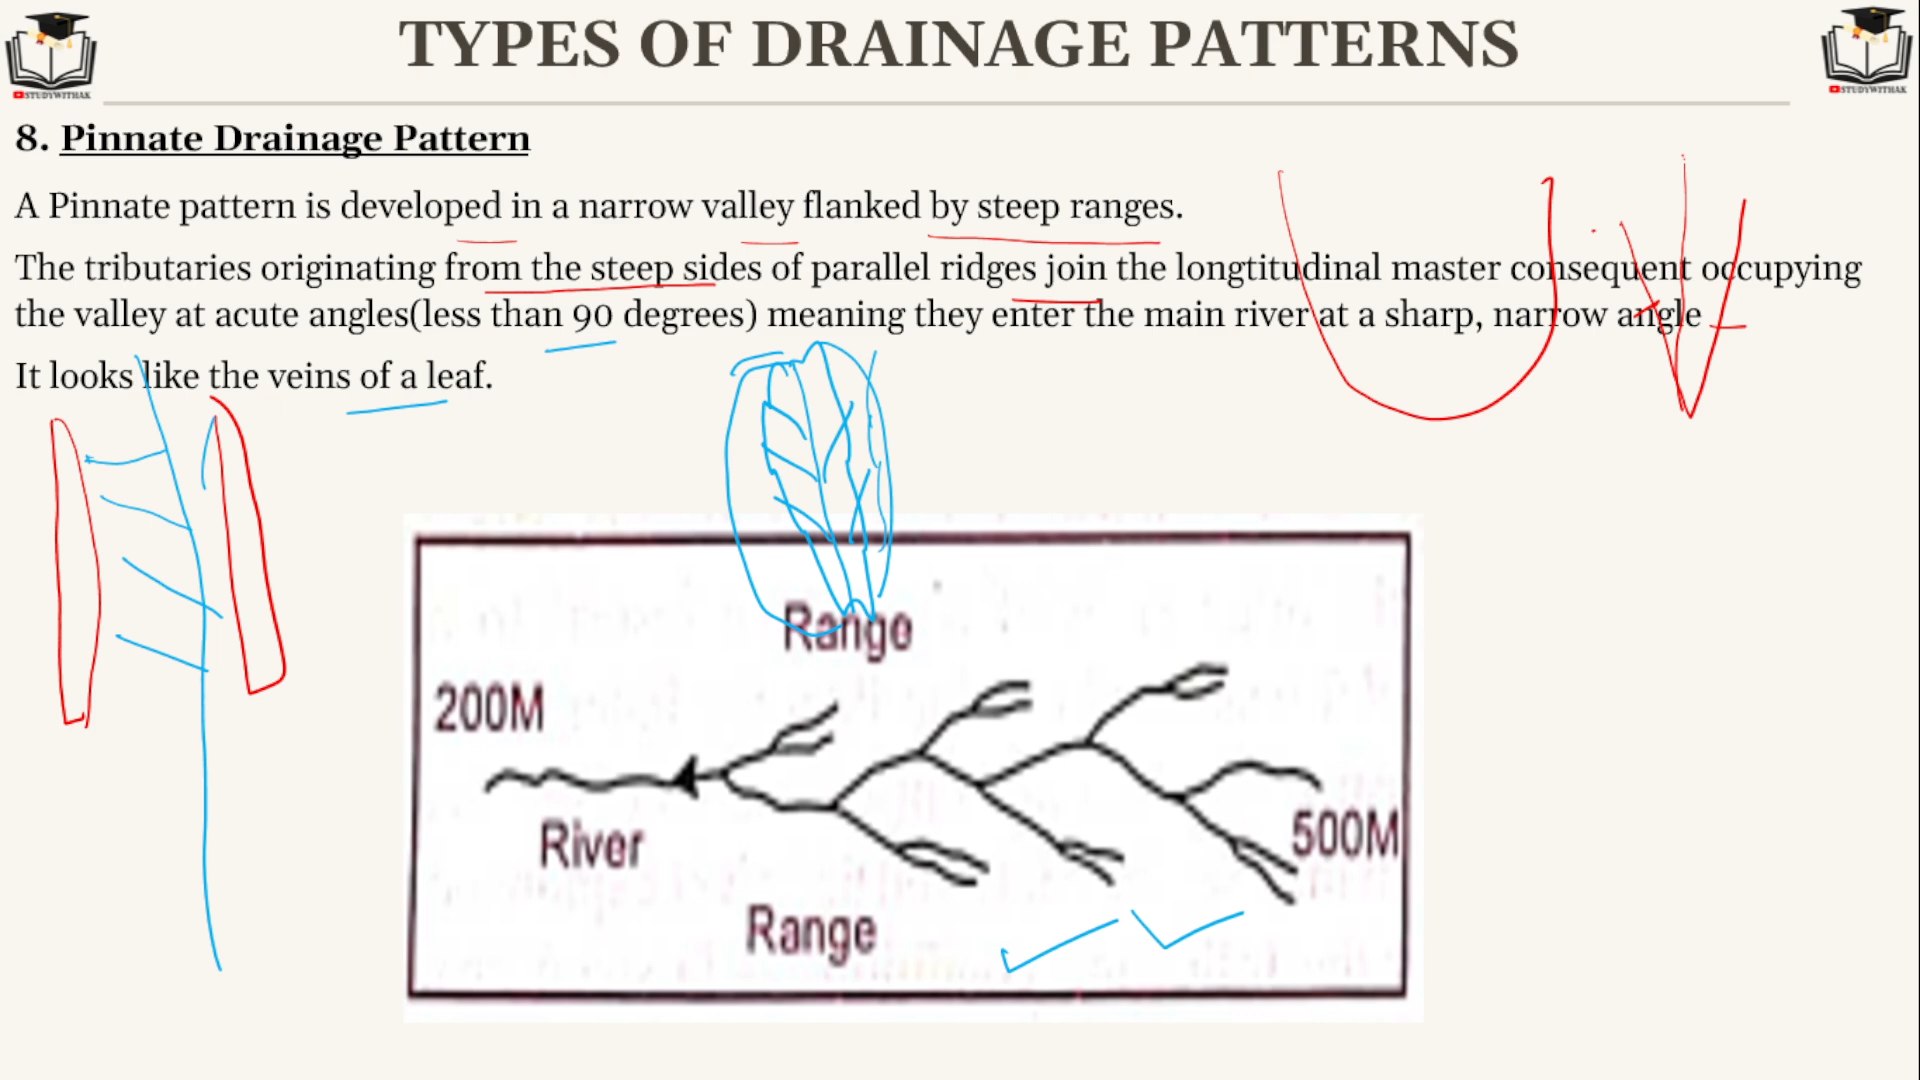 TYPES OF DRAINAGE PATTERNS
STUDYWITHAK
STUDYWITHAK
8. Pinnate Drainage Pattern
A Pinnate pattern is developed in a narrow valley flanked by steep ranges.
The tributaries originating from the steep sides of parallel ridges join the longtitudinal master consequent occupying
the valley at acute angles(less than 90 degrees) meaning they enter the main river at a sharp, narrow angle
It looks like the veins of a leaf.
Range
200M
River
500M
Range